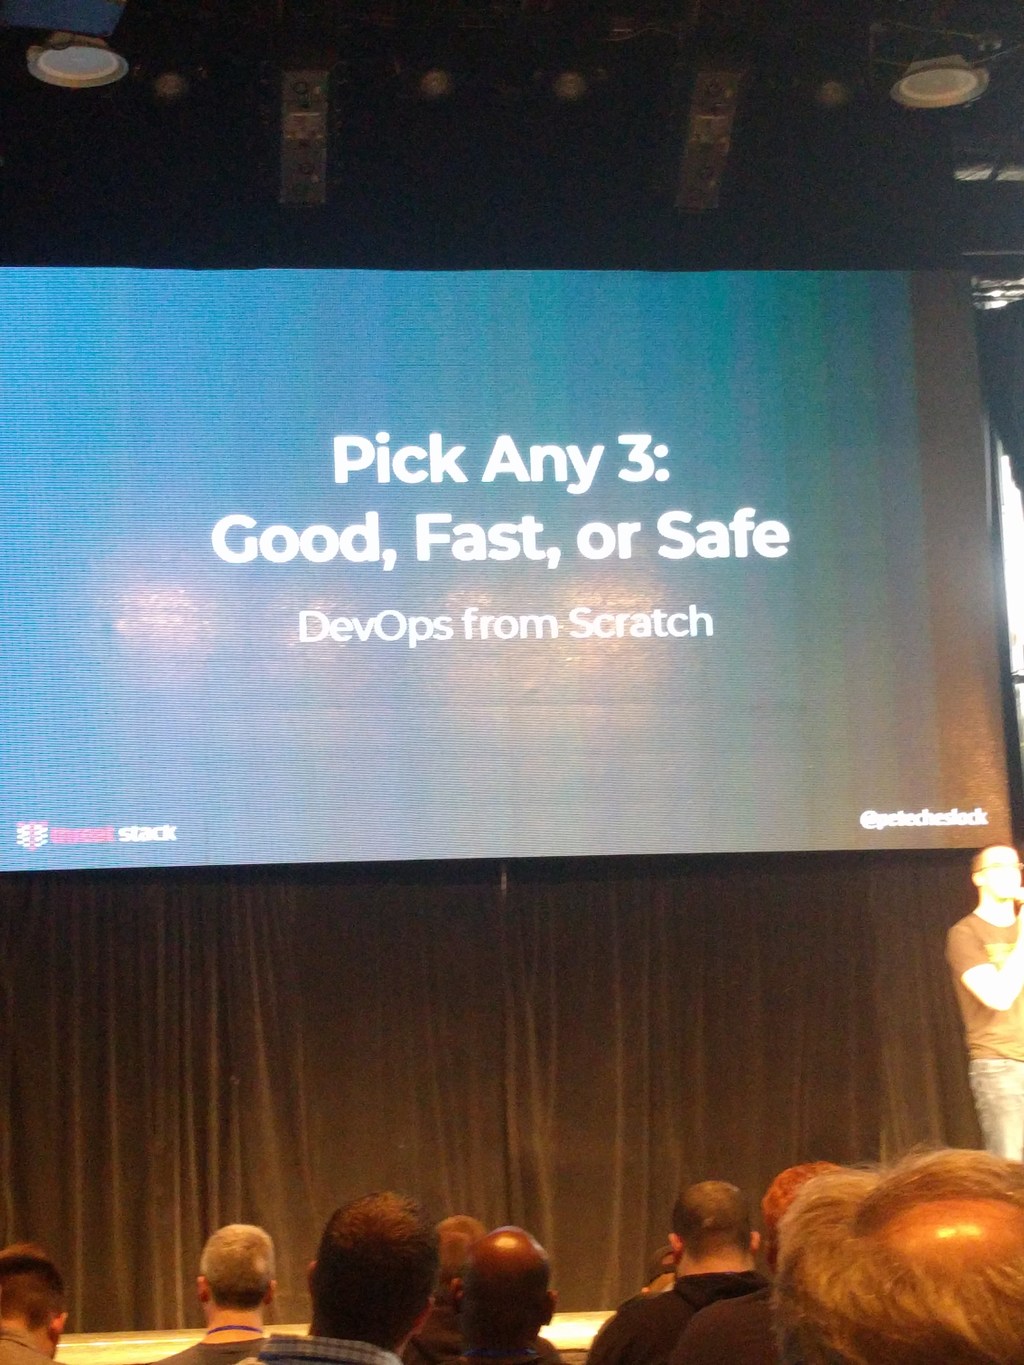 Pick Any 3:
Good, Fast, or Safe
DevOps from Scratch
stack
@petecheslock